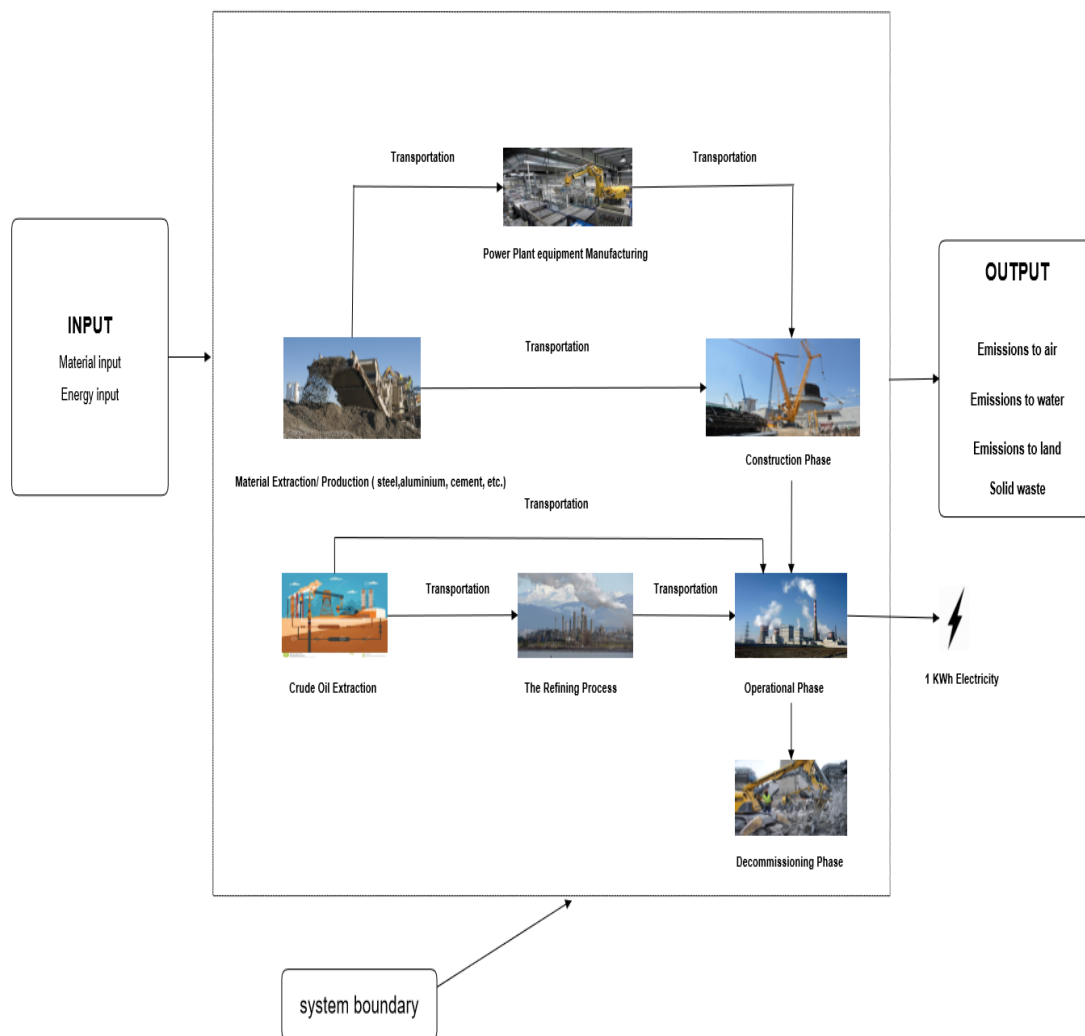 Transportation
Transportation
Power Plant equipment Manufacturing
INPUT
Material input
Energy input
Transportation
OUTPUT
Emissions to air
Emissions to water
Emissions to land
Solid waste
Construction Phase
Material Extraction/ Production ( steel,aluminium, cement, etc.)
Transportation
Transportation
Transportation
Crude Oil Extraction
The Refining Process
Operational Phase
1 KWh Electricity
Decommissioning Phase
system boundary